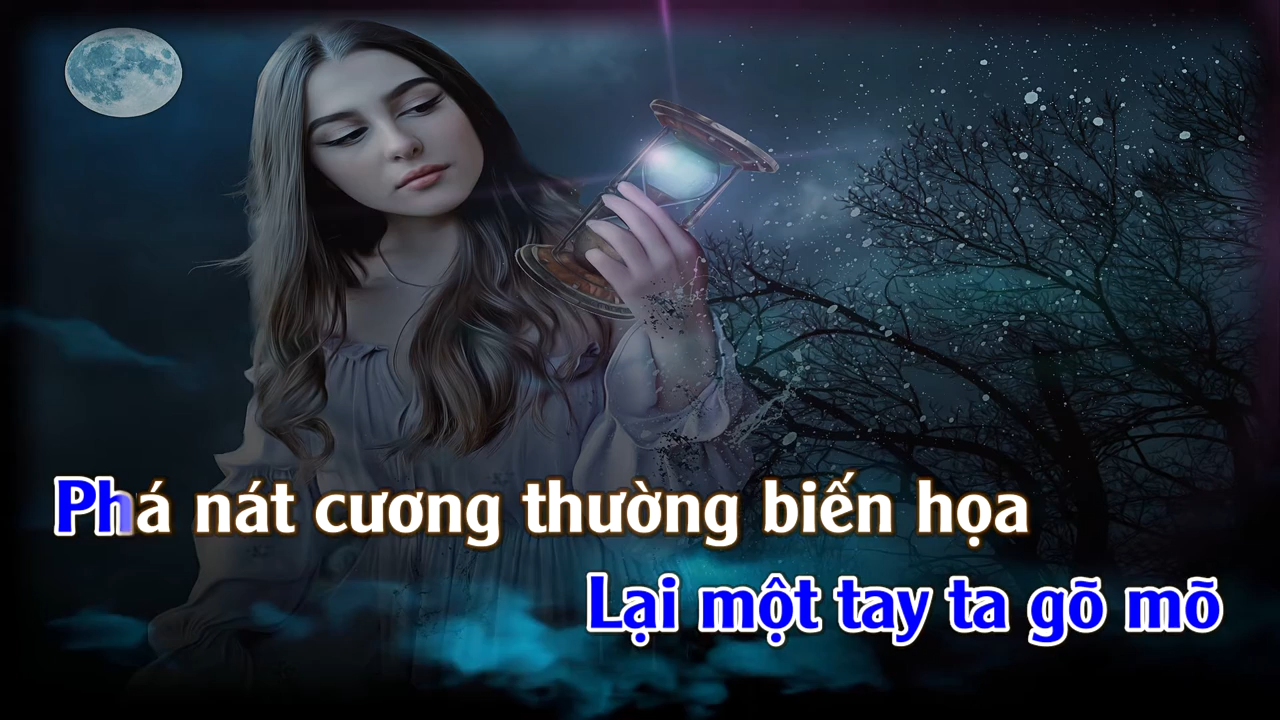 Phá nát cương thường biến họa
Lại một tay ta gõ mõ